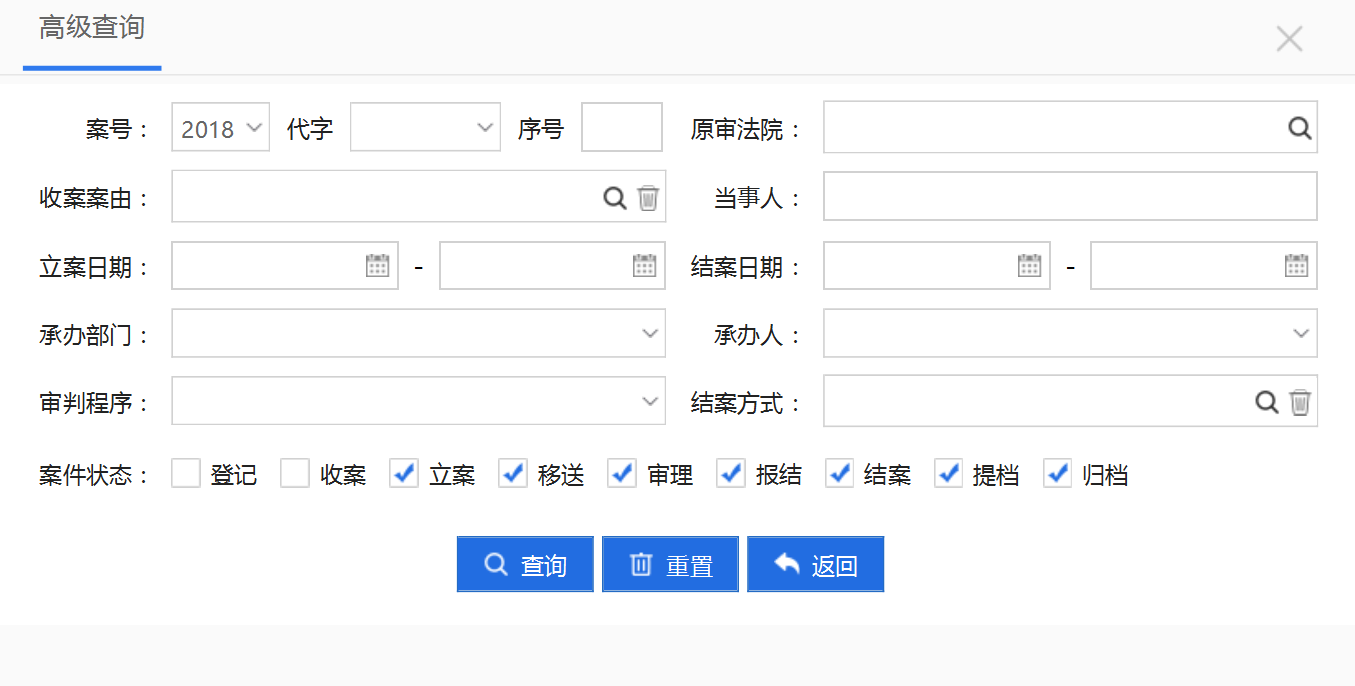 高级查询
案号： 2018 代字 序号 原审法院：
收案案由： 当事人：
立案日期： - 结案日期： -
承办部门： 承办人：
审判程序： 结案方式：
案件状态： 登记 收案 立案 移送 审理 报结 结案 提档 归档
查询 重置 返回